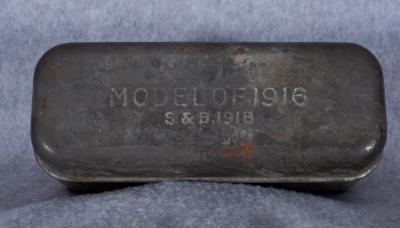 MODEL OF 1916
S & B. 1918